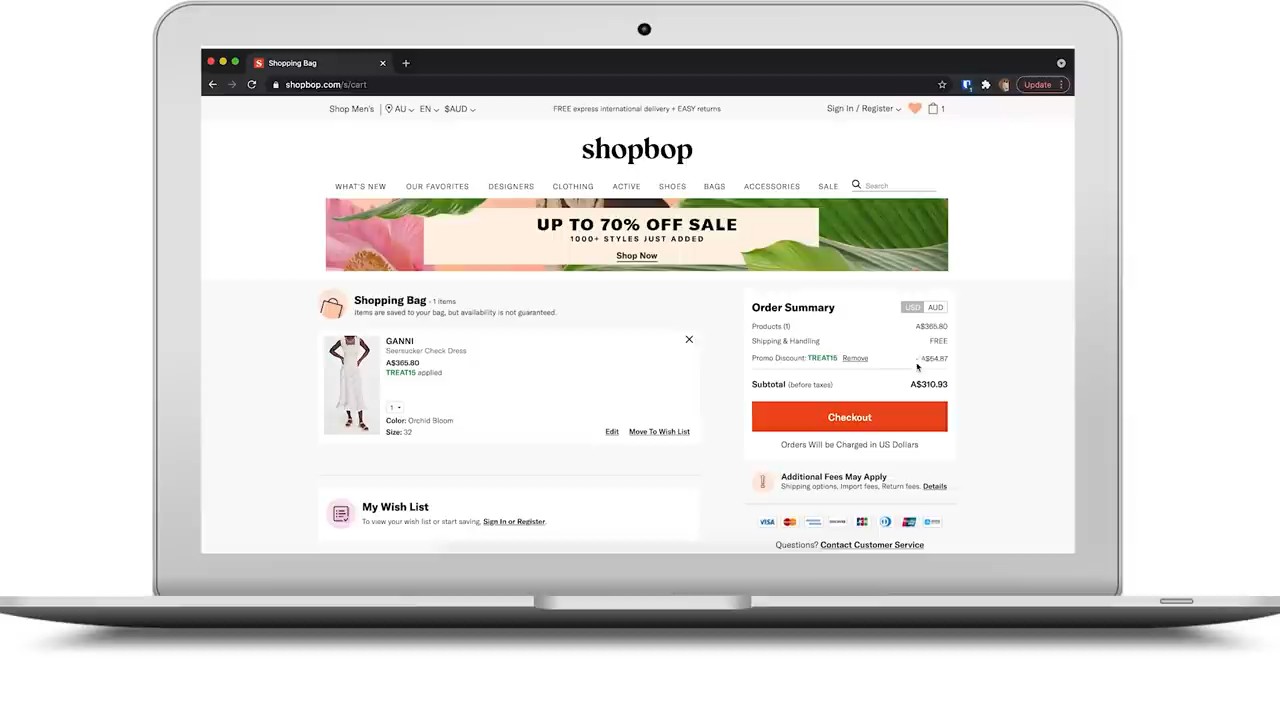 S Shopping Bag
shopbop.com/s/cart
Update
Shop Men's AU EN $AUD FREE express international delivery + EASY returns Sign In / Register 1
shopbop
WHAT'S NEW OUR FAVORITES DESIGNERS CLOTHING ACTIVE SHOES BAGS ACCESSORIES SALE Search
UP TO 70% OFF SALE
1000+ STYLES JUST ADDED
Shop Now
Shopping Bag - 1 items
Items are saved to your bag, but availability is not guaranteed.
GANNI
Seersucker Check Dress
A$365.80
TREAT15 applied
1
Color: Orchid Bloom
Size: 32
Edit Move To Wish List
My Wish List
To view your wish list or start saving, Sign In or Register.
Order Summary USD AUD
Products (1) A$365.80
Shipping & Handling FREE
Promo Discount: TREAT15 Remove - A$54.87
Subtotal (before taxes) A$310.93
Checkout
Orders Will be Charged in US Dollars
Additional Fees May Apply
Shipping options, Import fees, Return fees. Details
VISA
Questions? Contact Customer Service